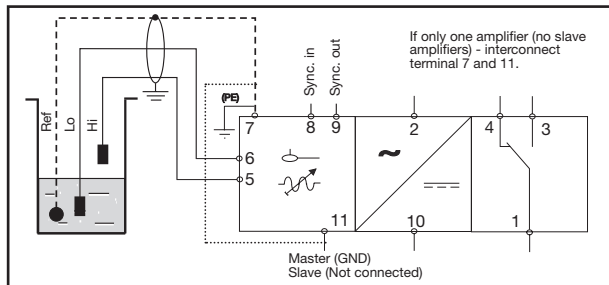 If only one amplifier (no slave
amplifiers) - interconnect
terminal 7 and 11.
Sync. in
Sync. out
(PE)
Ref
Lo
Hi
7
8
9
2
4
3
6
5
~
11
10
1
Master (GND)
Slave (Not connected)